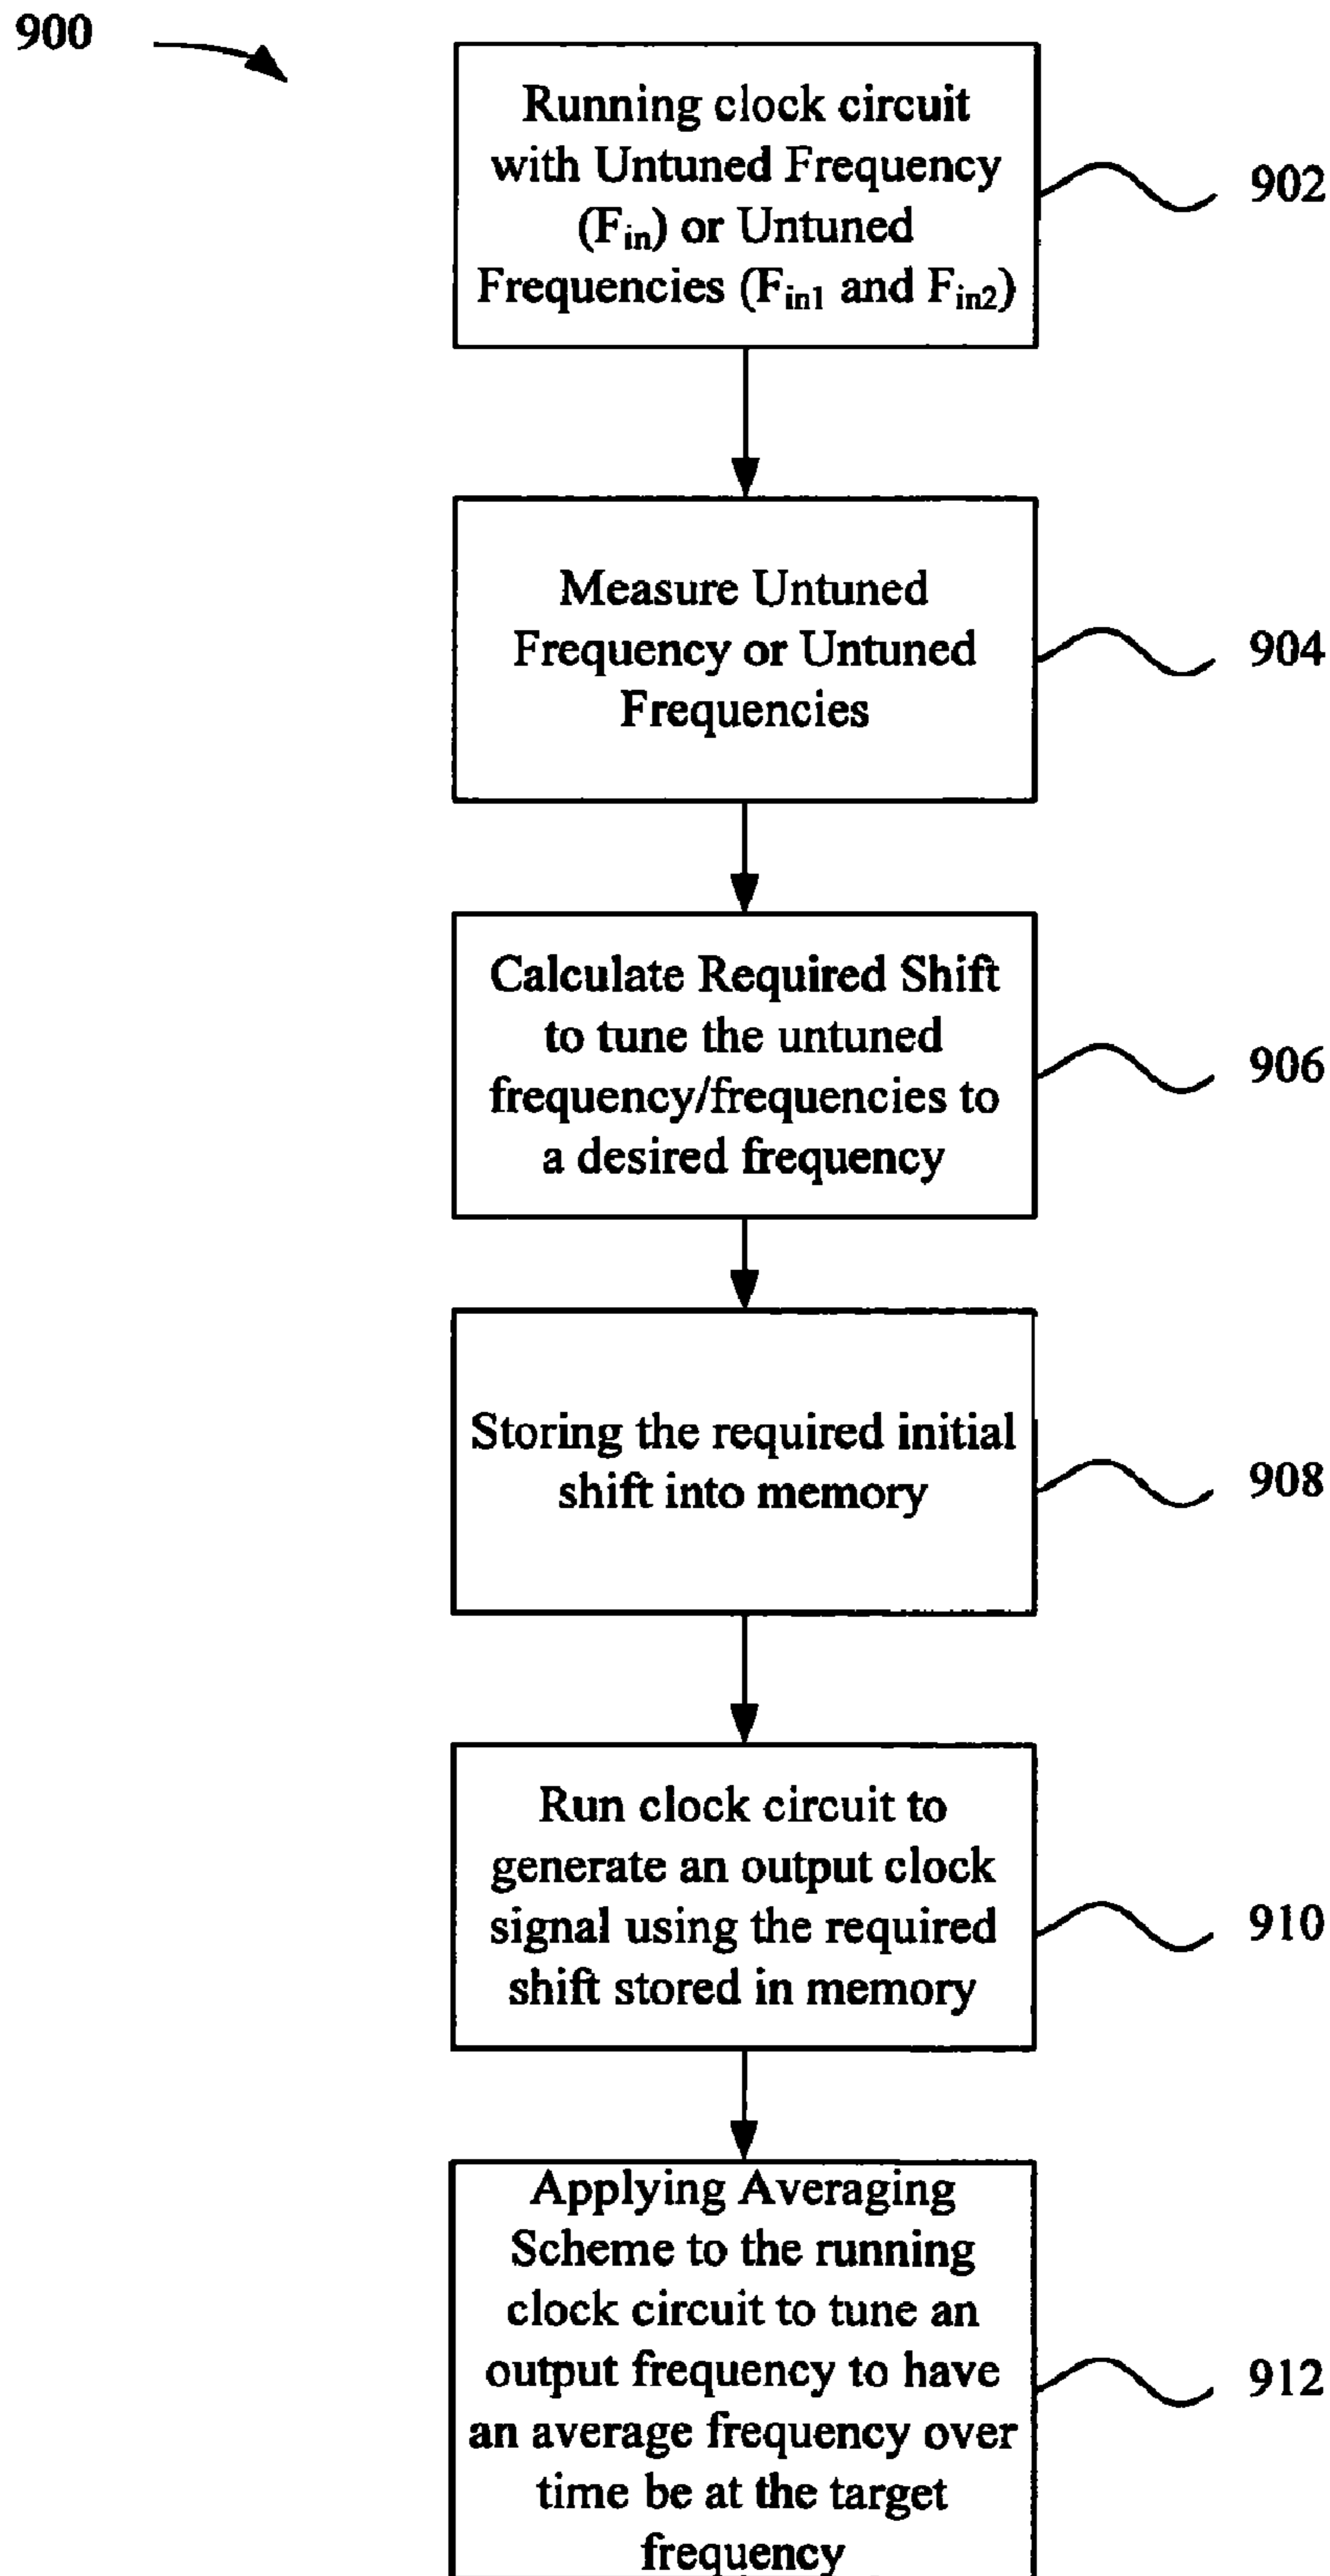 900
Running clock circuit
with Untuned Frequency
(Fin) or Untuned
Frequencies (Fin1 and Fin2)
902
Measure Untuned
Frequency or Untuned
Frequencies
904
Calculate Required Shift
to tune the untuned
frequency/frequencies to
a desired frequency
906
Storing the required initial
shift into memory
908
Run clock circuit to
generate an output clock
signal using the required
shift stored in memory
910
Applying Averaging
Scheme to the running
clock circuit to tune an
output frequency to have
an average frequency over
time be at the target
frequency
912